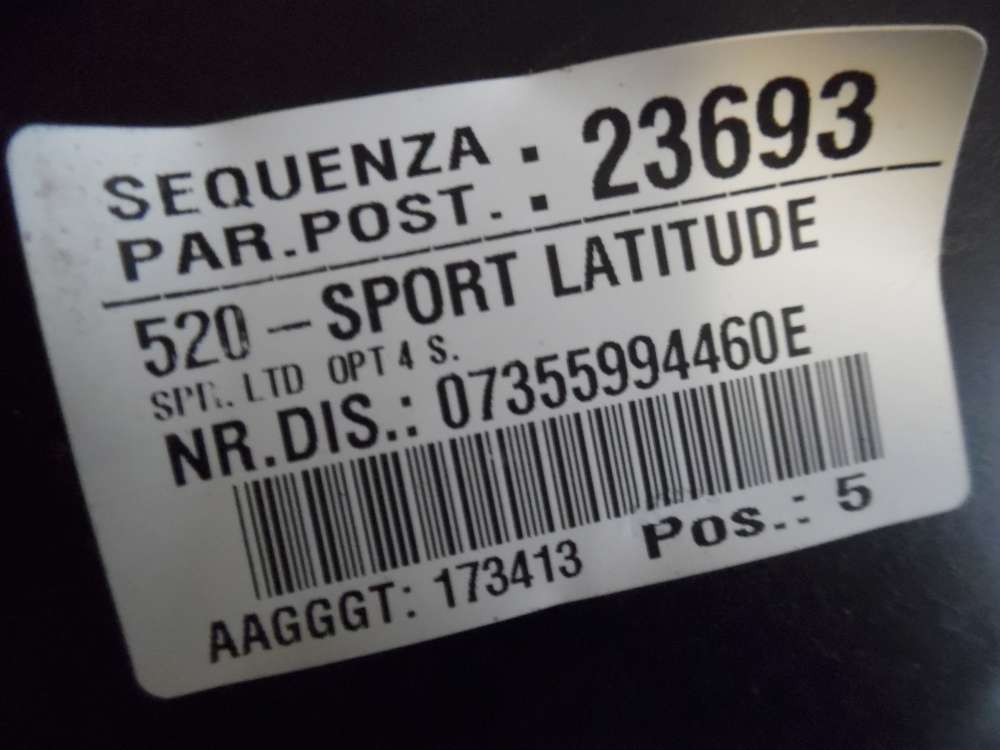 SEQUENZA : 23693
PAR.POST. :
520 - SPORT LATITUDE
SPR. LTD OPT 4 S.
NR.DIS.: 07355994460E
AAGGGT: 173413 Pos.: 5